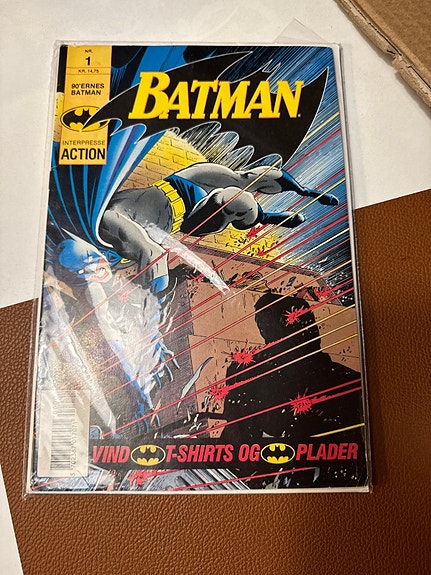 NR.
1
KR. 14,75
90'ERNES
BATMAN
INTERPRESSE
ACTION
BATMAN
VIND T-SHIRTS OG PLADER